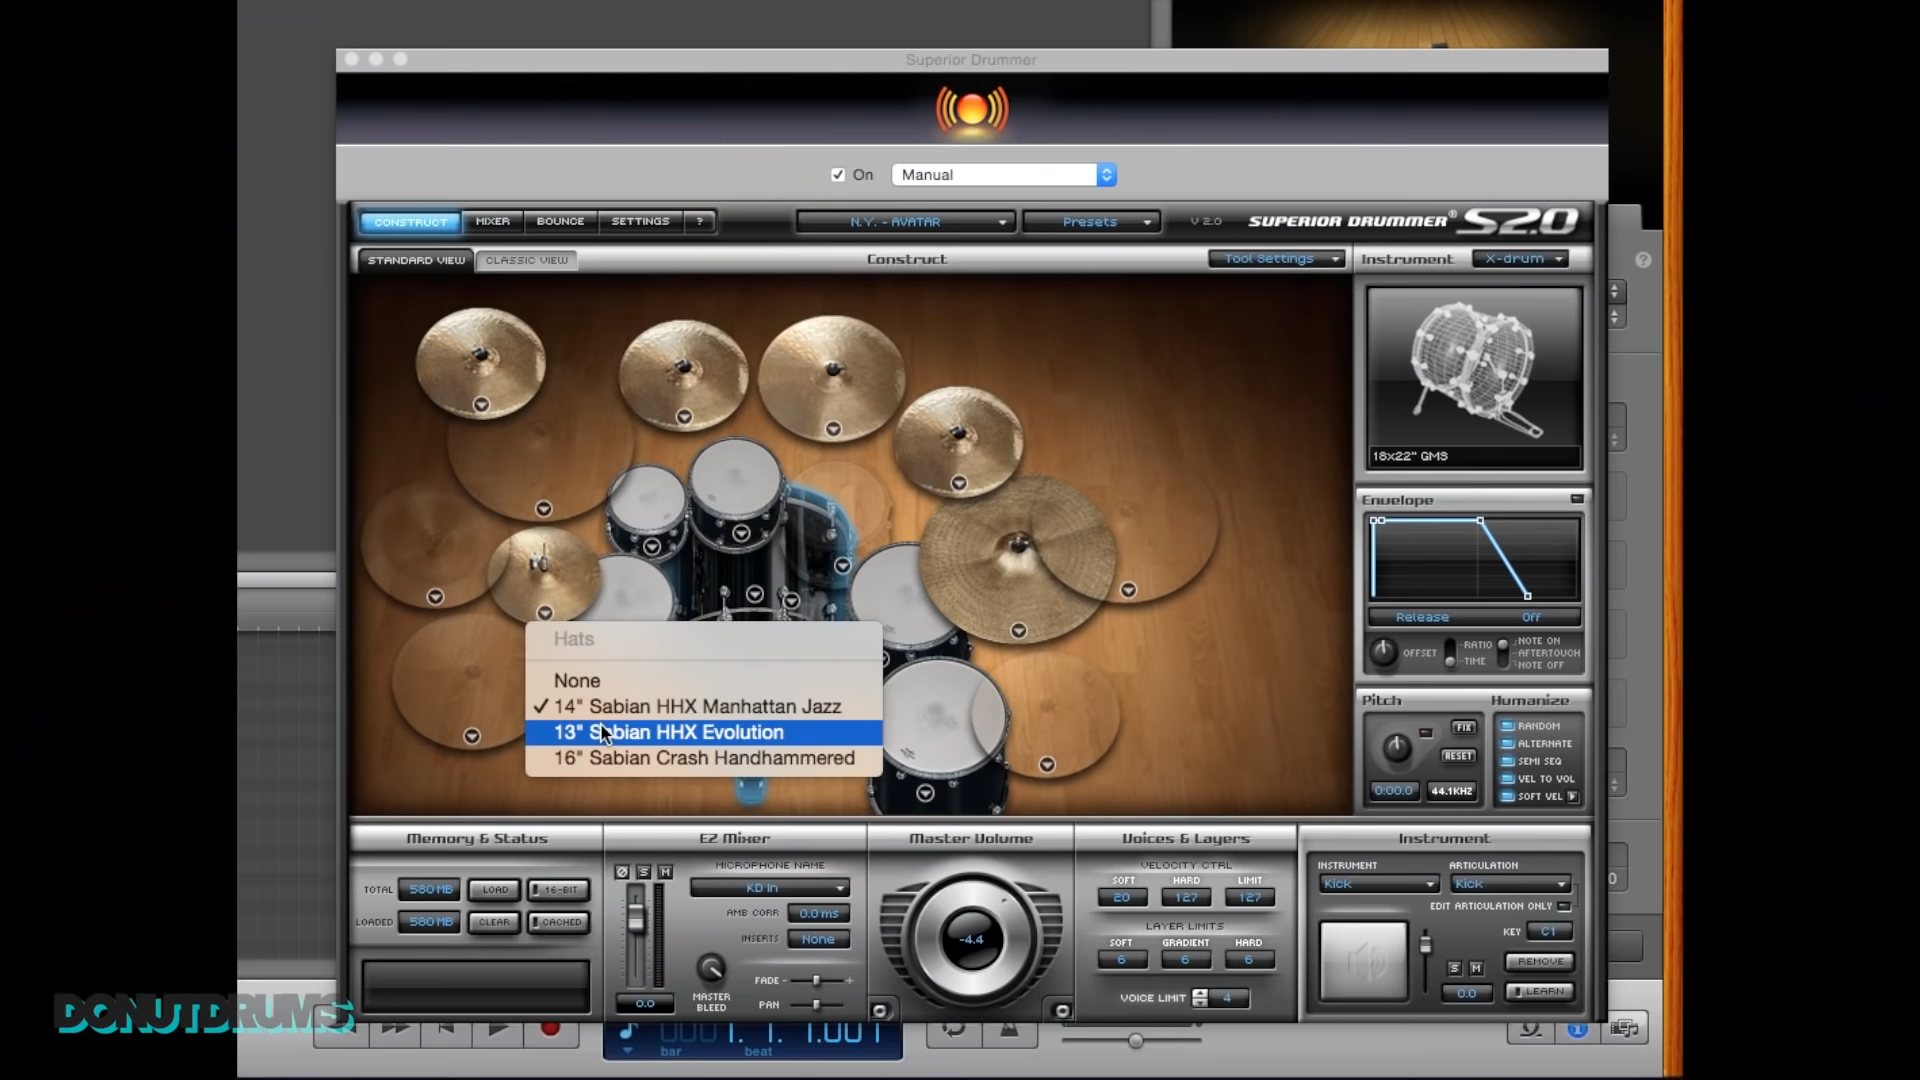 Superior Drummer
On
Manual
CONSTRUCT
MIXER
BOUNCE
SETTINGS
?
N.Y. - AVATAR
Presets
V 2.0
SUPERIOR DRUMMER® S2.0
STANDARD VIEW
CLASSIC VIEW
Construct
Tool Settings
Instrument
X-drum
18x22" GMS
Envelope
Release
Off
OFFSET
RATIO
TIME
NOTE ON
AFTERTOUCH
NOTE OFF
Hats
None
✓ 14" Sabian HHX Manhattan Jazz
13" Sabian HHX Evolution
16" Sabian Crash Handhammered
Pitch
FIX
RESET
0:00.0
44.1KHZ
Humanize
RANDOM
ALTERNATE
SEMI SEQ
VEL TO VOL
SOFT VEL
Memory & Status
TOTAL
580 MB
LOAD
16-BIT
LOADED
580 MB
CLEAR
CACHED
EZ Mixer
Ø S M
MICROPHONE NAME
KD In
AMB CORR
0.0 ms
INSERTS
None
FADE - +
PAN
MASTER
BLEED
0.0
Master Volume
-4.4
Voices & Layers
VELOCITY CTRL
SOFT HARD LIMIT
20 127 127
LAYER LIMITS
SOFT GRADIENT HARD
6 6 6
VOICE LIMIT 4
Instrument
INSTRUMENT ARTICULATION
Kick Kick
EDIT ARTICULATION ONLY
KEY C1
REMOVE
S M
0.0
LEARN
0
DONUTDRUMS
1. 1. 1.001
bar beat